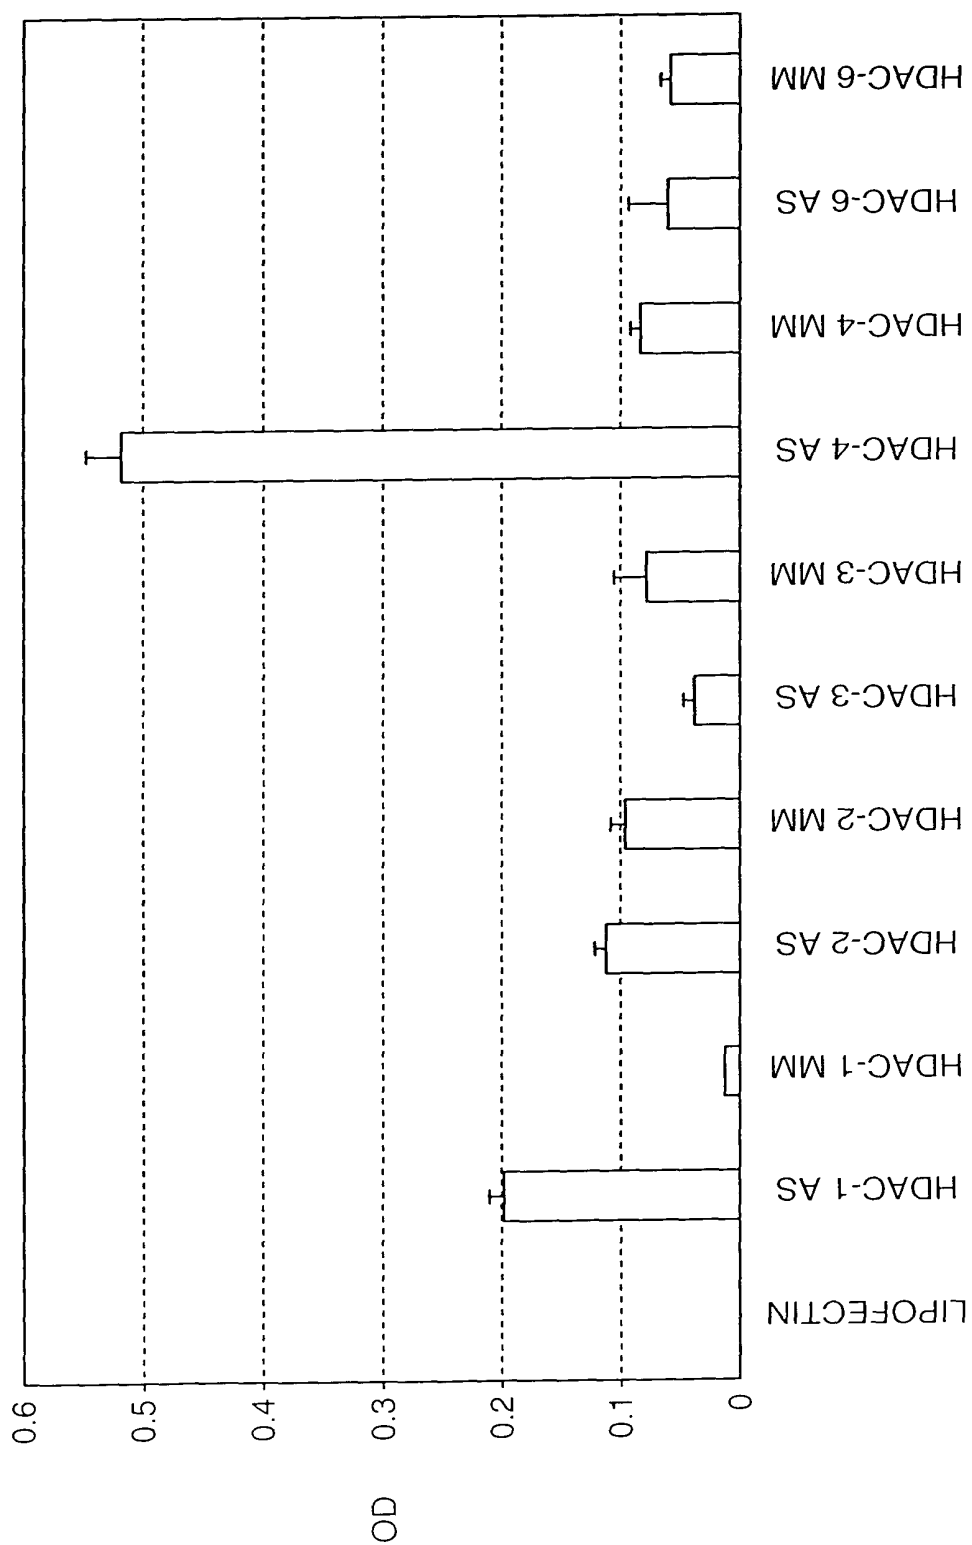 OD
0.6
0.5
0.4
0.3
0.2
0.1
0
LIPOFECTIN
HDAC-1 AS
HDAC-1 MM
HDAC-2 AS
HDAC-2 MM
HDAC-3 AS
HDAC-3 MM
HDAC-4 AS
HDAC-4 MM
HDAC-6 AS
HDAC-6 MM